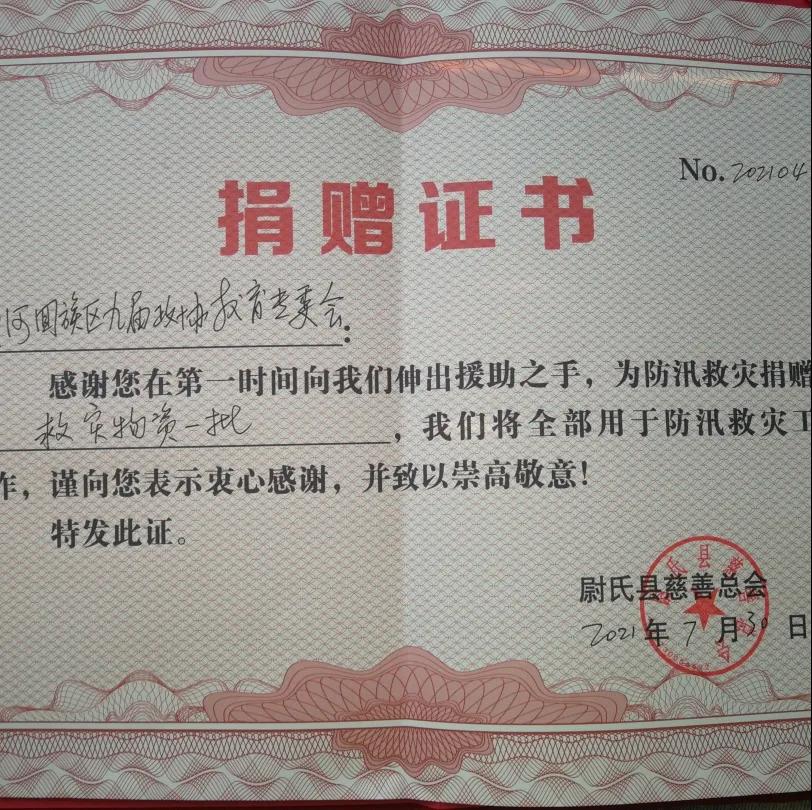 No. 202104
捐赠证书
河回族区九届政协教育专委会:
感谢您在第一时间向我们伸出援助之手，为防汛救灾捐赠
救灾物资一批，我们将全部用于防汛救灾工
作，谨向您表示衷心感谢，并致以崇高敬意！
特发此证。
尉氏县慈善总会
2021年7月30日